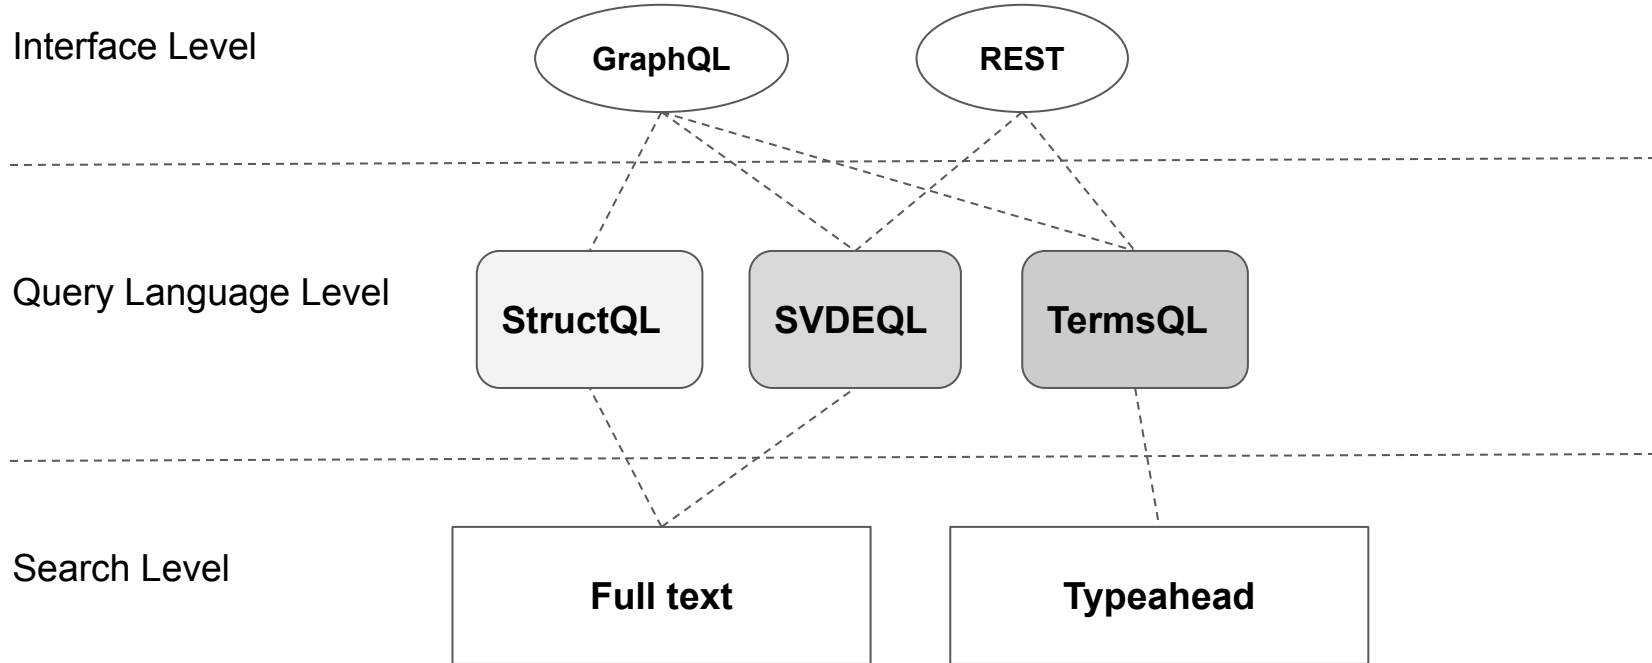 Interface Level
GraphQL
REST
Query Language Level
StructQL
SVDEQL
TermsQL
Search Level
Full text
Typeahead